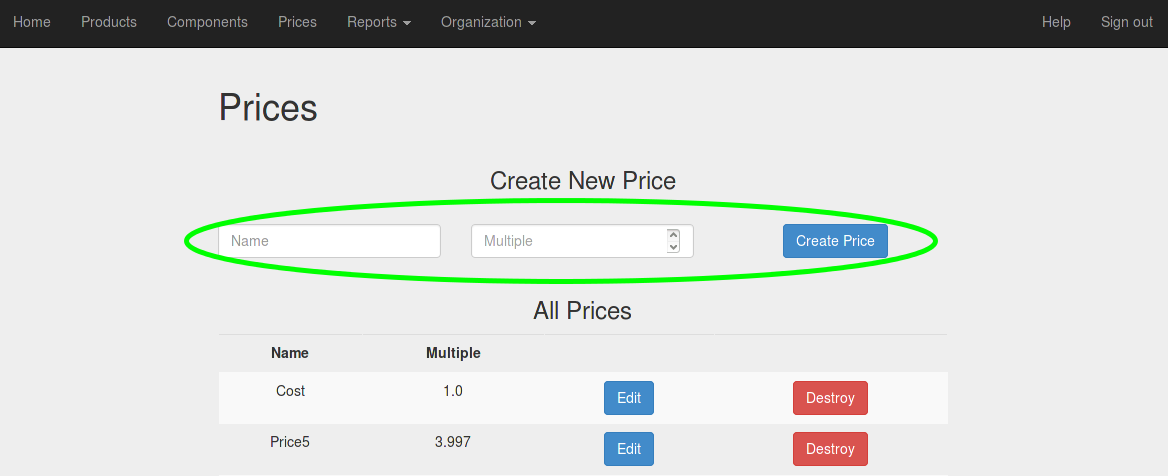 Home Products Components Prices Reports Organization Help Sign out
Prices
Create New Price
Name Multiple Create Price
All Prices
Name Multiple
Cost 1.0 Edit Destroy
Price5 3.997 Edit Destroy